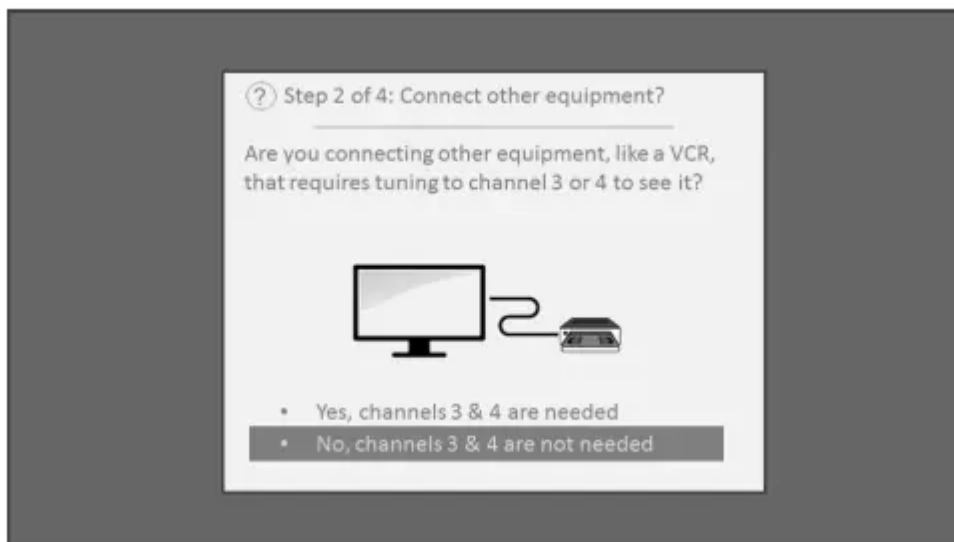 ? Step 2 of 4: Connect other equipment?
Are you connecting other equipment, like a VCR,
that requires tuning to channel 3 or 4 to see it?
• Yes, channels 3 & 4 are needed
• No, channels 3 & 4 are not needed